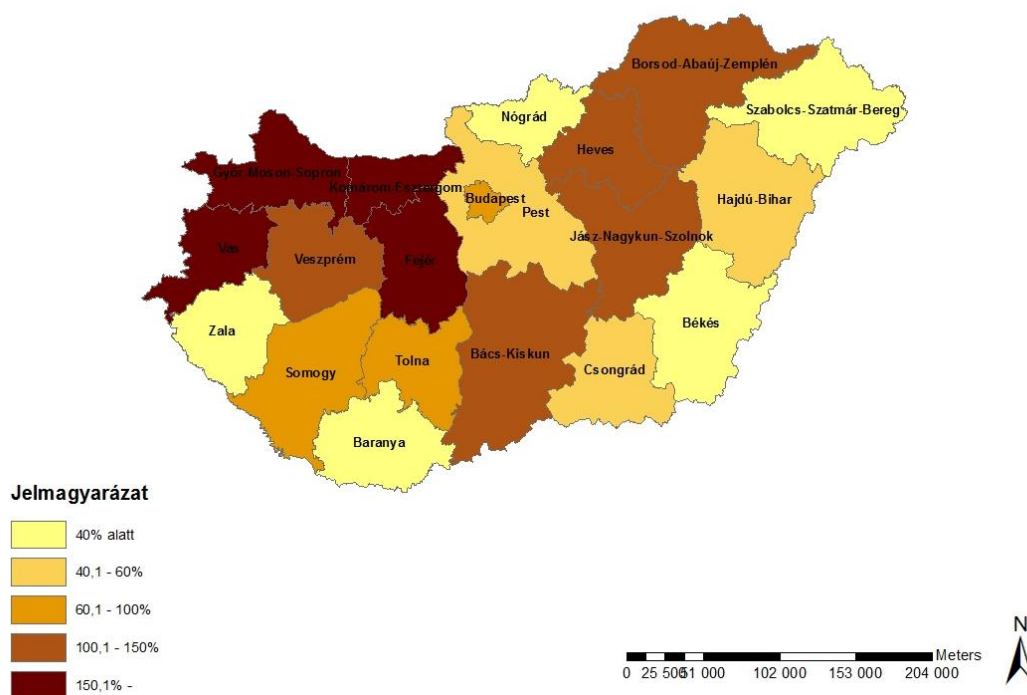 Borsod-Abaúj-Zemplén
Szabolcs-Szatmár-Bereg
Nógrád
Heves
Győr-Moson-Sopron
Komárom-Esztergom
Budapest
Pest
Hajdú-Bihar
Jász-Nagykun-Szolnok
Vas
Veszprém
Fejér
Zala
Békés
Bács-Kiskun
Tolna
Csongrád
Somogy
Baranya
Jelmagyarázat
40% alatt
40,1 - 60%
60,1 - 100%
100,1 - 150%
150,1% -
N
Meters
0 25 500 51 000 102 000 153 000 204 000